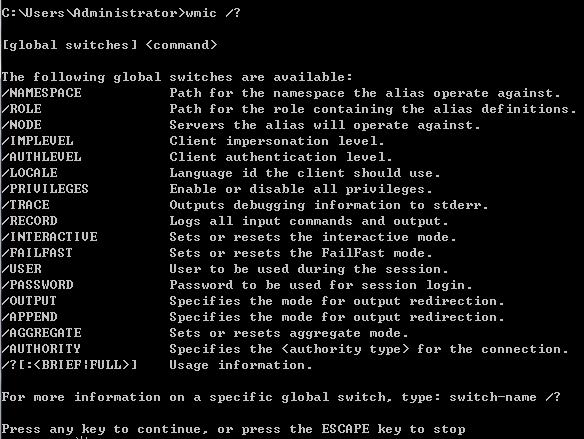 C:\Users\Administrator>wmic /?
[global switches] <command>
The following global switches are available:
/NAMESPACE Path for the namespace the alias operate against.
/ROLE Path for the role containing the alias definitions.
/NODE Servers the alias will operate against.
/IMPLEVEL Client impersonation level.
/AUTHLEVEL Client authentication level.
/LOCALE Language id the client should use.
/PRIVILEGES Enable or disable all privileges.
/TRACE Outputs debugging information to stderr.
/RECORD Logs all input commands and output.
/INTERACTIVE Sets or resets the interactive mode.
/FAILFAST Sets or resets the FailFast mode.
/USER User to be used during the session.
/PASSWORD Password to be used for session login.
/OUTPUT Specifies the mode for output redirection.
/APPEND Specifies the mode for output redirection.
/AGGREGATE Sets or resets aggregate mode.
/AUTHORITY Specifies the <authority type> for the connection.
/?[:<BRIEF|FULL>] Usage information.
For more information on a specific global switch, type: switch-name /?
Press any key to continue, or press the ESCAPE key to stop